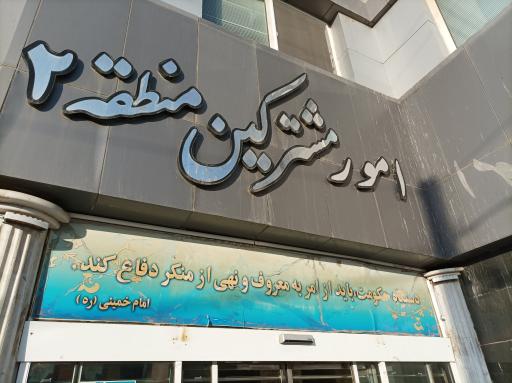 امور مشترکین منطقه ۲
دستگاه حکومت باید از امر به معروف و نهی از منکر دفاع کند.
امام خمینی (ره)